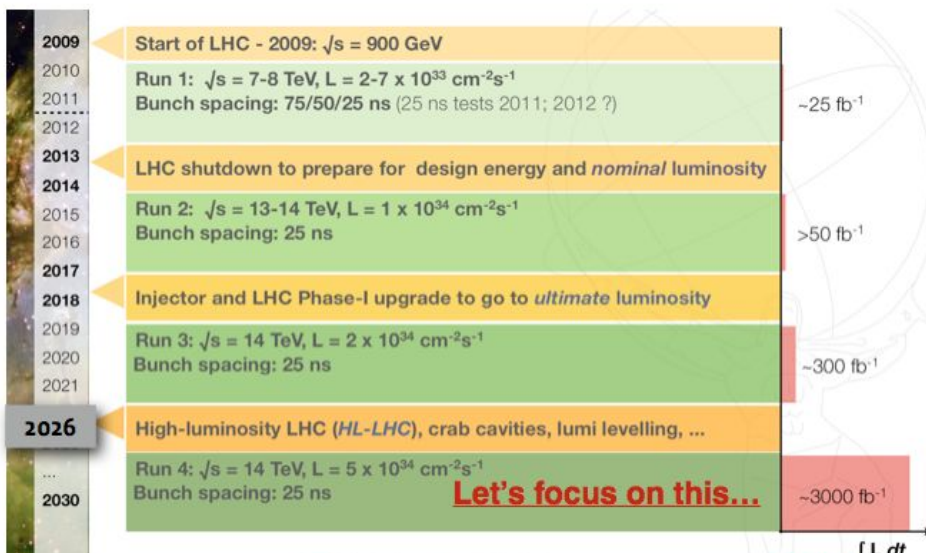 2009
Start of LHC - 2009: √s = 900 GeV
2010
2011
2012
Run 1: √s = 7-8 TeV, L = 2-7 x 10³³ cm⁻²s⁻¹
Bunch spacing: 75/50/25 ns (25 ns tests 2011; 2012 ?)
~25 fb⁻¹
2013
2014
LHC shutdown to prepare for design energy and nominal luminosity
2015
2016
2017
Run 2: √s = 13-14 TeV, L = 1 x 10³⁴ cm⁻²s⁻¹
Bunch spacing: 25 ns
>50 fb⁻¹
2018
Injector and LHC Phase-I upgrade to go to ultimate luminosity
2019
2020
2021
Run 3: √s = 14 TeV, L = 2 x 10³⁴ cm⁻²s⁻¹
Bunch spacing: 25 ns
~300 fb⁻¹
2026
High-luminosity LHC (HL-LHC), crab cavities, lumi levelling, ...
...
2030
Run 4: √s = 14 TeV, L = 5 x 10³⁴ cm⁻²s⁻¹
Bunch spacing: 25 ns
Let's focus on this...
~3000 fb⁻¹
∫ L dt